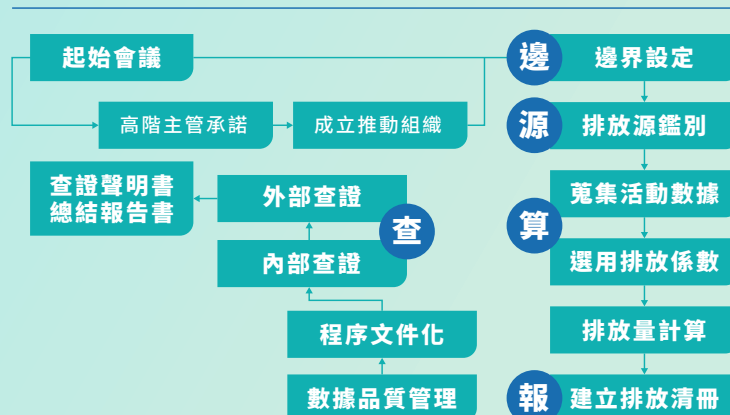 起始會議
高階主管承諾
成立推動組織
邊
邊界設定
源
排放源鑑別
算
蒐集活動數據
選用排放係數
排放量計算
報
建立排放清冊
數據品質管理
程序文件化
查
內部查證
外部查證
查證聲明書
總結報告書